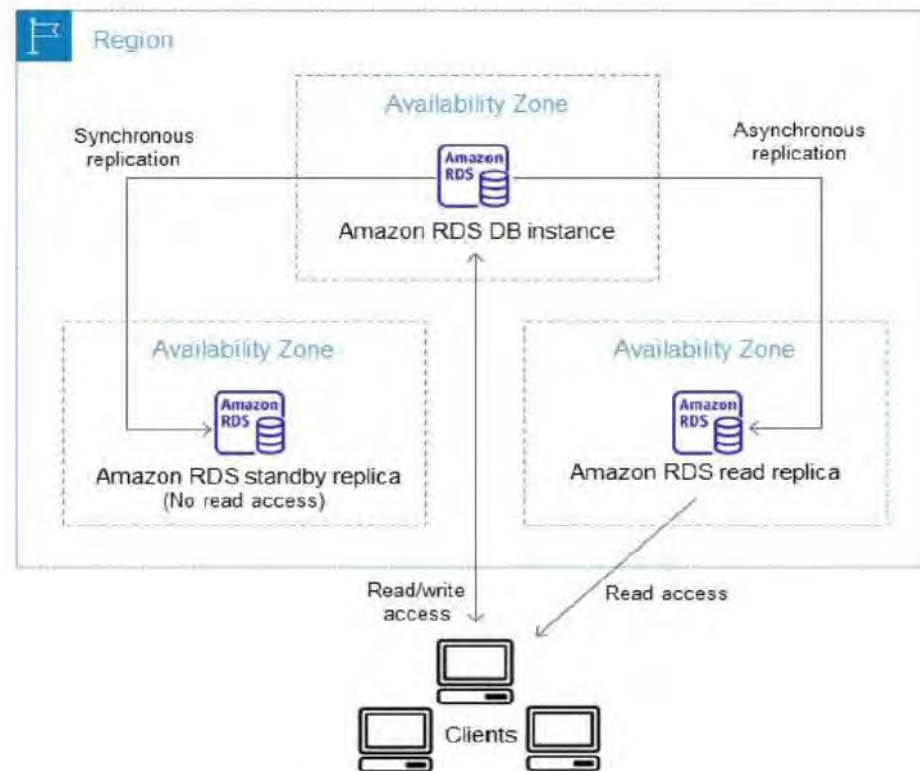 Region
Availability Zone
Synchronous
replication
Asynchronous
replication
Amazon
RDS
Amazon RDS DB instance
Availability Zone
Amazon
RDS
Amazon RDS standby replica
(No read access)
Availability Zone
Amazon
RDS
Amazon RDS read replica
Read/write
access
Read access
Clients